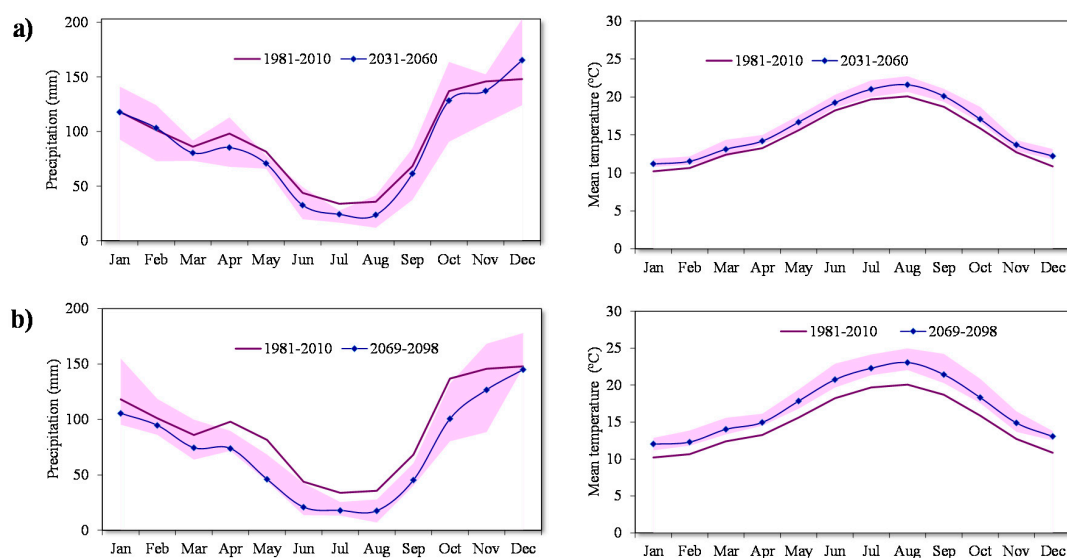 a)
Precipitation (mm)
200
150
100
50
0
1981-2010 2031-2060
Jan Feb Mar Apr May Jun Jul Aug Sep Oct Nov Dec
Mean temperature (°C)
30
25
20
15
10
5
0
1981-2010 2031-2060
Jan Feb Mar Apr May Jun Jul Aug Sep Oct Nov Dec
b)
Precipitation (mm)
200
150
100
50
0
1981-2010 2069-2098
Jan Feb Mar Apr May Jun Jul Aug Sep Oct Nov Dec
Mean temperature (°C)
30
25
20
15
10
5
0
1981-2010 2069-2098
Jan Feb Mar Apr May Jun Jul Aug Sep Oct Nov Dec